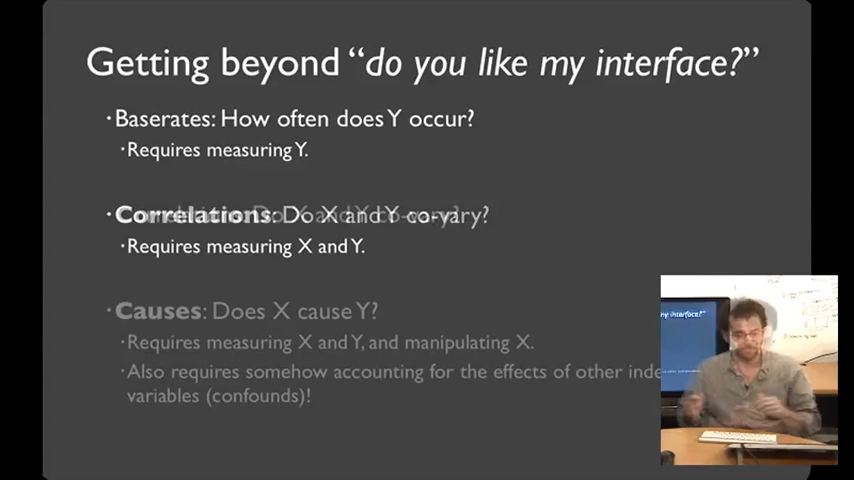 Getting beyond “do you like my interface?”
· Baserates: How often does Y occur?
· Requires measuring Y.
· Correlations: Do X and Y co-vary?
· Requires measuring X and Y.
· Causes: Does X cause Y?
· Requires measuring X and Y, and manipulating X.
· Also requires somehow accounting for the effects of other inde
variables (confounds)!
my interface?”